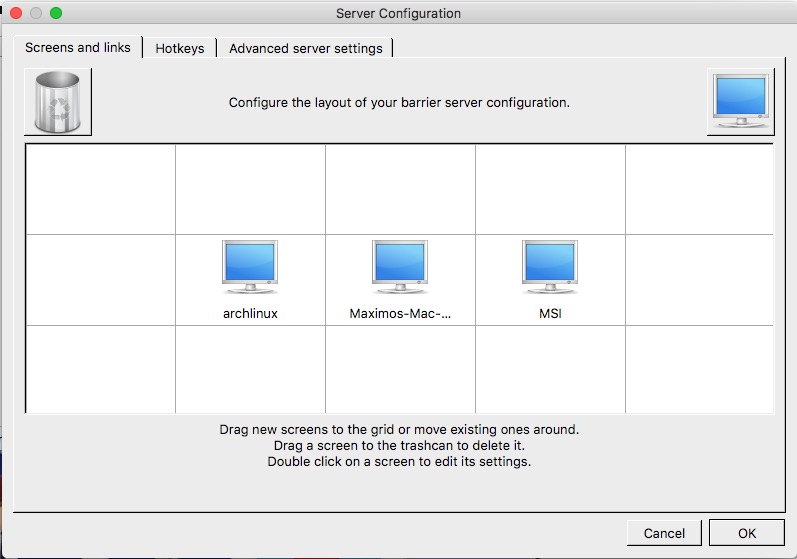 Server Configuration
Screens and links
Hotkeys
Advanced server settings
Configure the layout of your barrier server configuration.
archlinux
Maximos-Mac-...
MSI
Drag new screens to the grid or move existing ones around.
Drag a screen to the trashcan to delete it.
Double click on a screen to edit its settings.
Cancel
OK